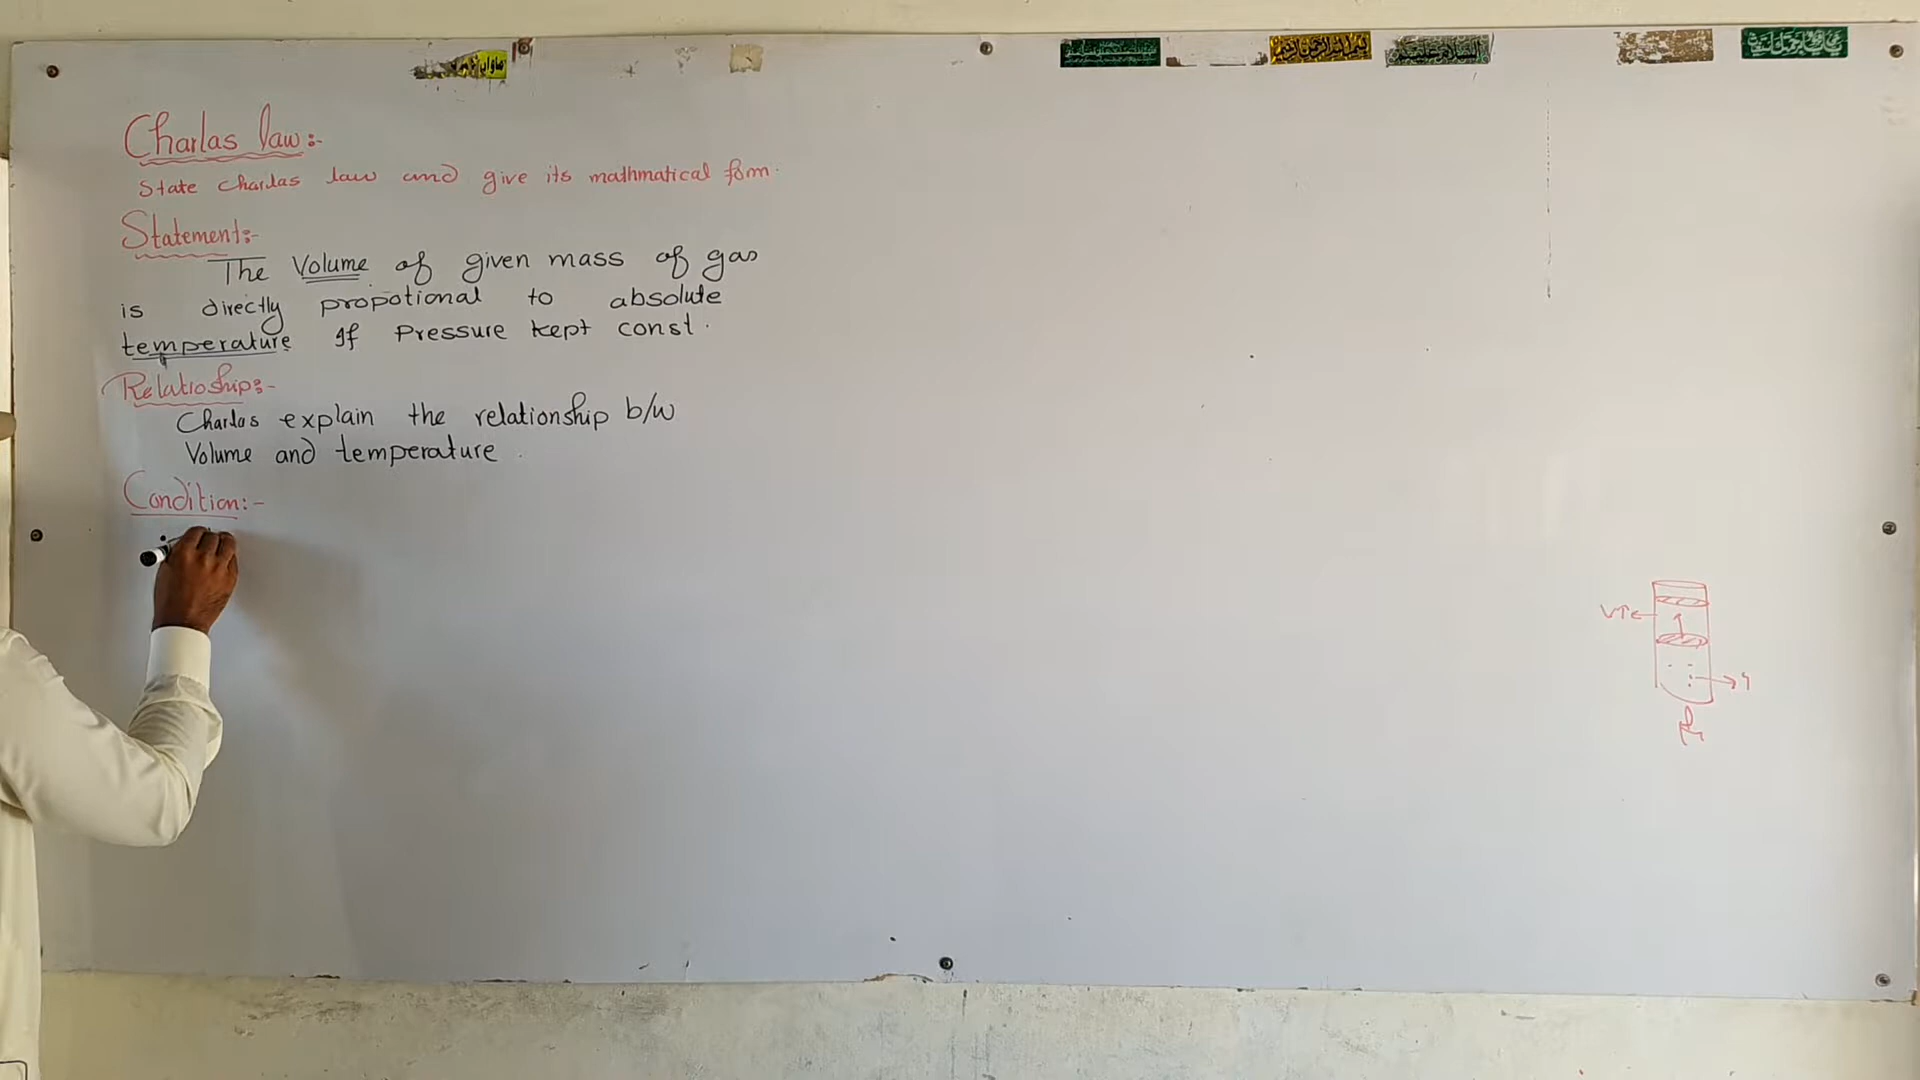 Charlas law:-
State charlas law and give its mathmatical form.
Statement:-
The Volume of given mass of gas
is directly propotional to absolute
temperature If Pressure kept const.
Relatioship:-
Charlas explain the relationship b/w
Volume and temperature.
Condition:-